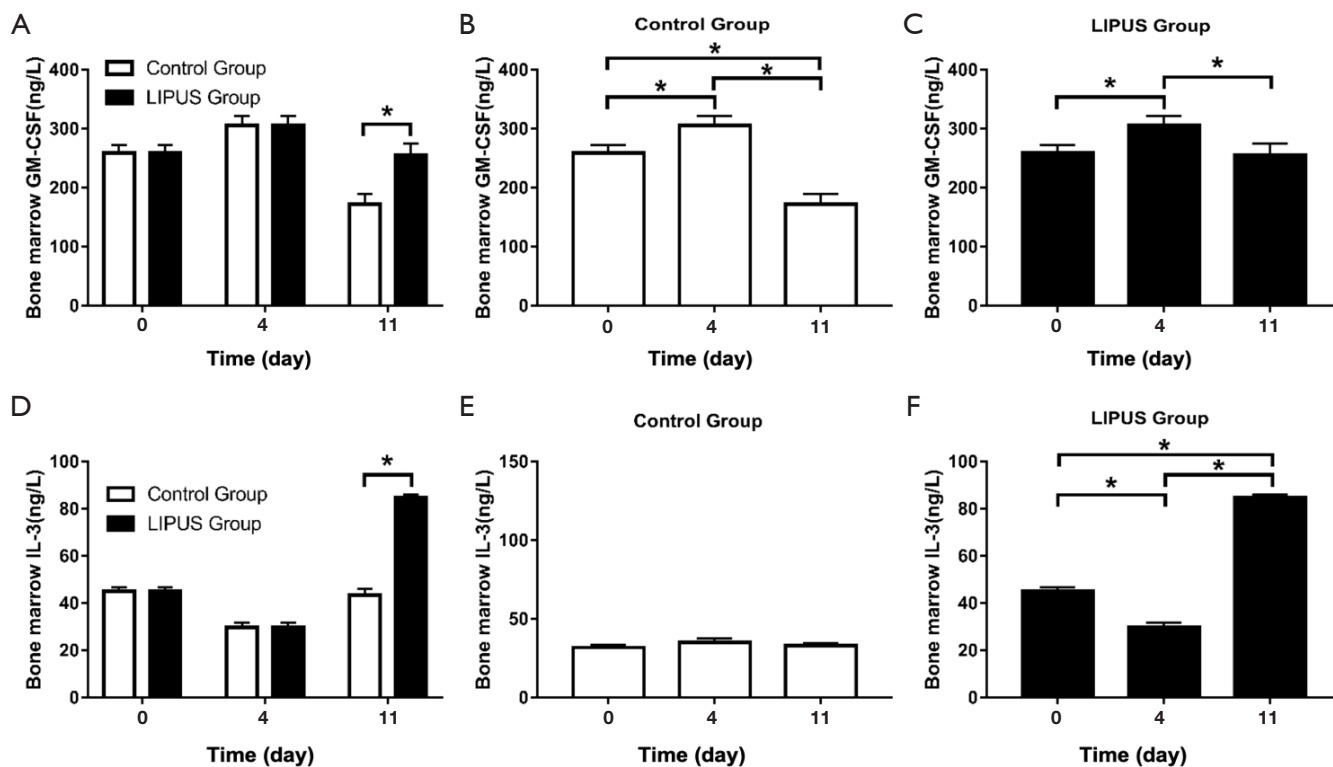 A
Control Group
LIPUS Group
*
Bone marrow GM-CSF(ng/L)
400
300
200
100
0
0 4 11
Time (day)
B
Control Group
*
* *
Bone marrow GM-CSF(ng/L)
400
300
200
100
0
0 4 11
Time (day)
C
LIPUS Group
* *
Bone marrow GM-CSF(ng/L)
400
300
200
100
0
0 4 11
Time (day)
D
Control Group
LIPUS Group
*
Bone marrow IL-3(ng/L)
100
80
60
40
20
0
0 4 11
Time (day)
E
Control Group
Bone marrow IL-3(ng/L)
150
100
50
0
0 4 11
Time (day)
F
LIPUS Group
*
* *
Bone marrow IL-3(ng/L)
100
80
60
40
20
0
0 4 11
Time (day)